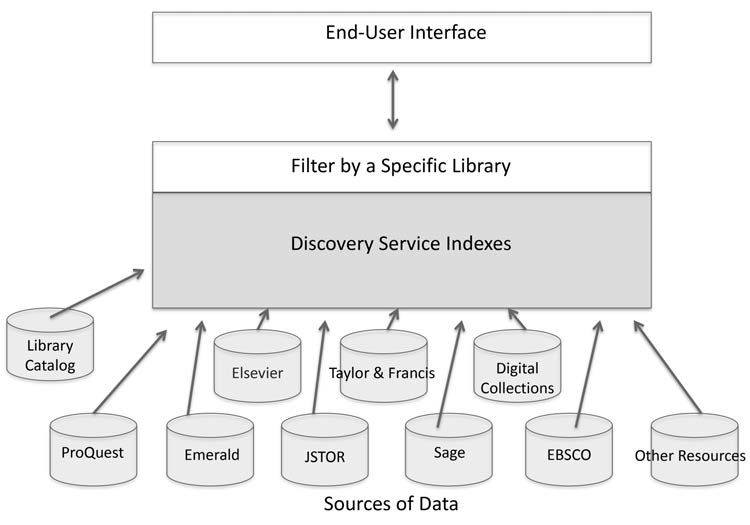 End-User Interface
Filter by a Specific Library
Discovery Service Indexes
Library
Catalog
Elsevier
Taylor & Francis
Digital
Collections
ProQuest
Emerald
JSTOR
Sage
EBSCO
Other Resources
Sources of Data